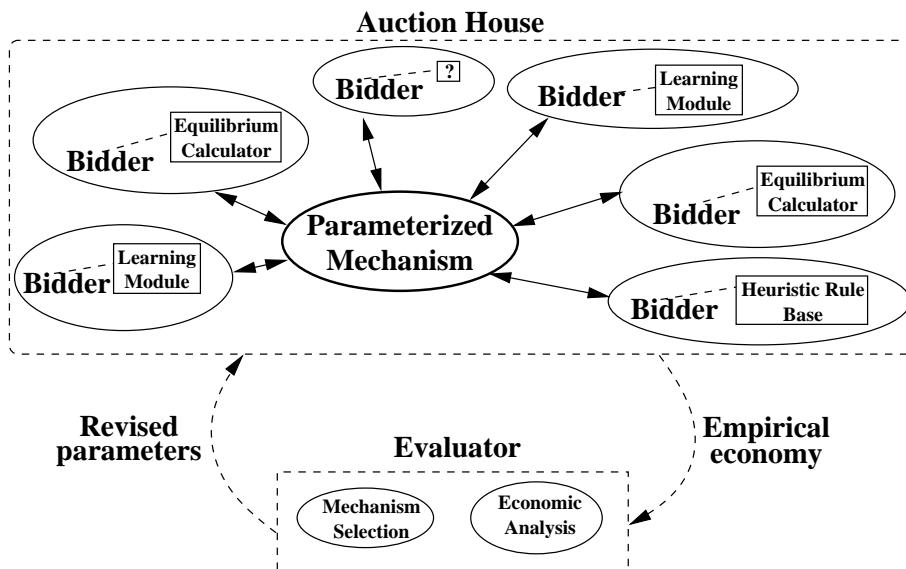 Auction House
Bidder
?
Bidder
Learning
Module
Bidder
Equilibrium
Calculator
Bidder
Equilibrium
Calculator
Parameterized
Mechanism
Bidder
Learning
Module
Bidder
Heuristic Rule
Base
Revised
parameters
Evaluator
Empirical
economy
Mechanism
Selection
Economic
Analysis